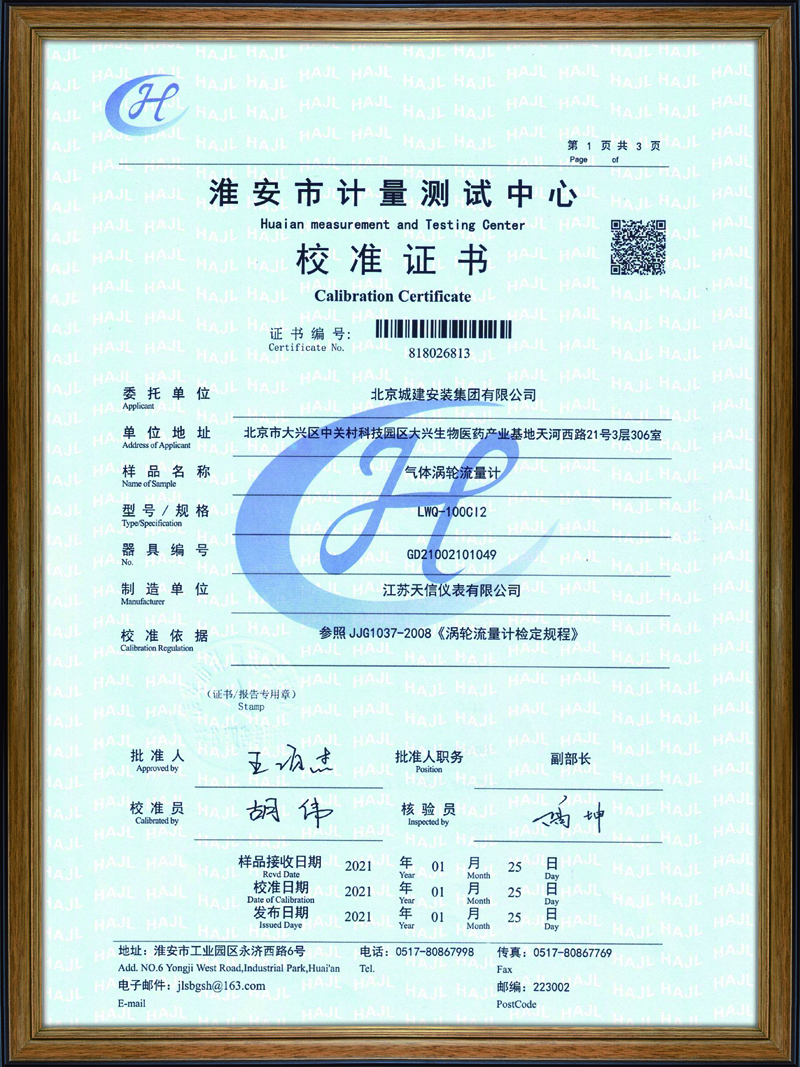 第 1 页 共 3 页
Page of
淮安市计量测试中心
Huaian measurement and Testing Center
校准证书
Calibration Certificate
证书编号:
Certificate No.
818026813
委托单位 北京城建安装集团有限公司
Applicant
单位地址 北京市大兴区中关村科技园区大兴生物医药产业基地天河西路21号3层306室
Address of Applicant
样品名称 气体涡轮流量计
Name of Sample
型号/规格 LWQ-100CI2
Type/Specification
器具编号 GD21002101049
No.
制造单位 江苏天信仪表有限公司
Manufacturer
校准依据 参照 JJG1037-2008《涡轮流量计检定规程》
Calibration Regulation
(证书/报告专用章)
Stamp
批准人 批准人职务 副部长
Approved by Position
校准员 胡伟 核验员
Calibrated by Inspected by
样品接收日期 2021 年 01 月 25 日
Rcvd Date Year Month Day
校准日期 2021 年 01 月 25 日
Date of Calibration Year Month Day
发布日期 2021 年 01 月 25 日
Issued Daye Year Month Day
地址：淮安市工业园区永济西路6号 电话：0517-80867998 传真：0517-80867769
Add. NO.6 Yongji West Road,Industrial Park,Huai'an Tel. Fax
电子邮件：jlsbgsh@163.com 邮编：223002
E-mail PostCode